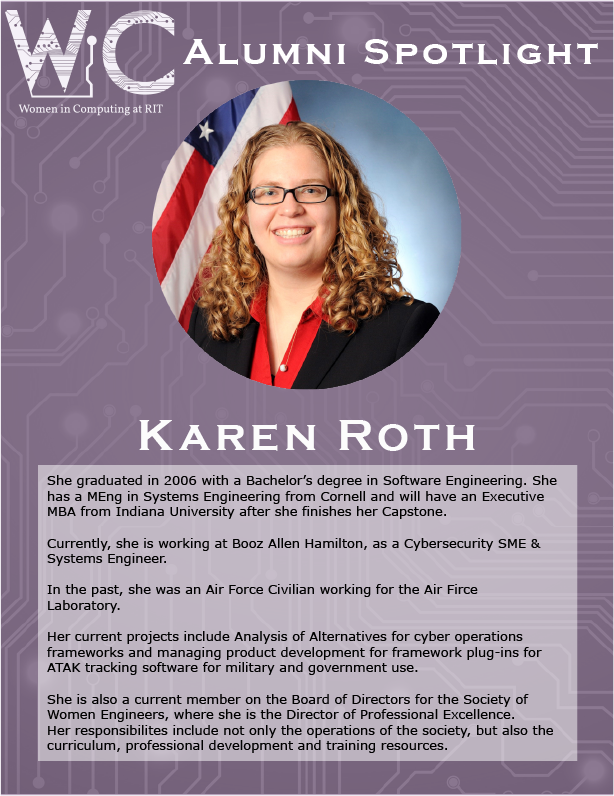 WiC
Alumni Spotlight
Women in Computing at RIT
Karen Roth
She graduated in 2006 with a Bachelor's degree in Software Engineering. She
has a MEng in Systems Engineering from Cornell and will have an Executive
MBA from Indiana University after she finishes her Capstone.
Currently, she is working at Booz Allen Hamilton, as a Cybersecurity SME &
Systems Engineer.
In the past, she was an Air Force Civilian working for the Air Firce
Laboratory.
Her current projects include Analysis of Alternatives for cyber operations
frameworks and managing product development for framework plug-ins for
ATAK tracking software for military and government use.
She is also a current member on the Board of Directors for the Society of
Women Engineers, where she is the Director of Professional Excellence.
Her responsibilites include not only the operations of the society, but also the
curriculum, professional development and training resources.